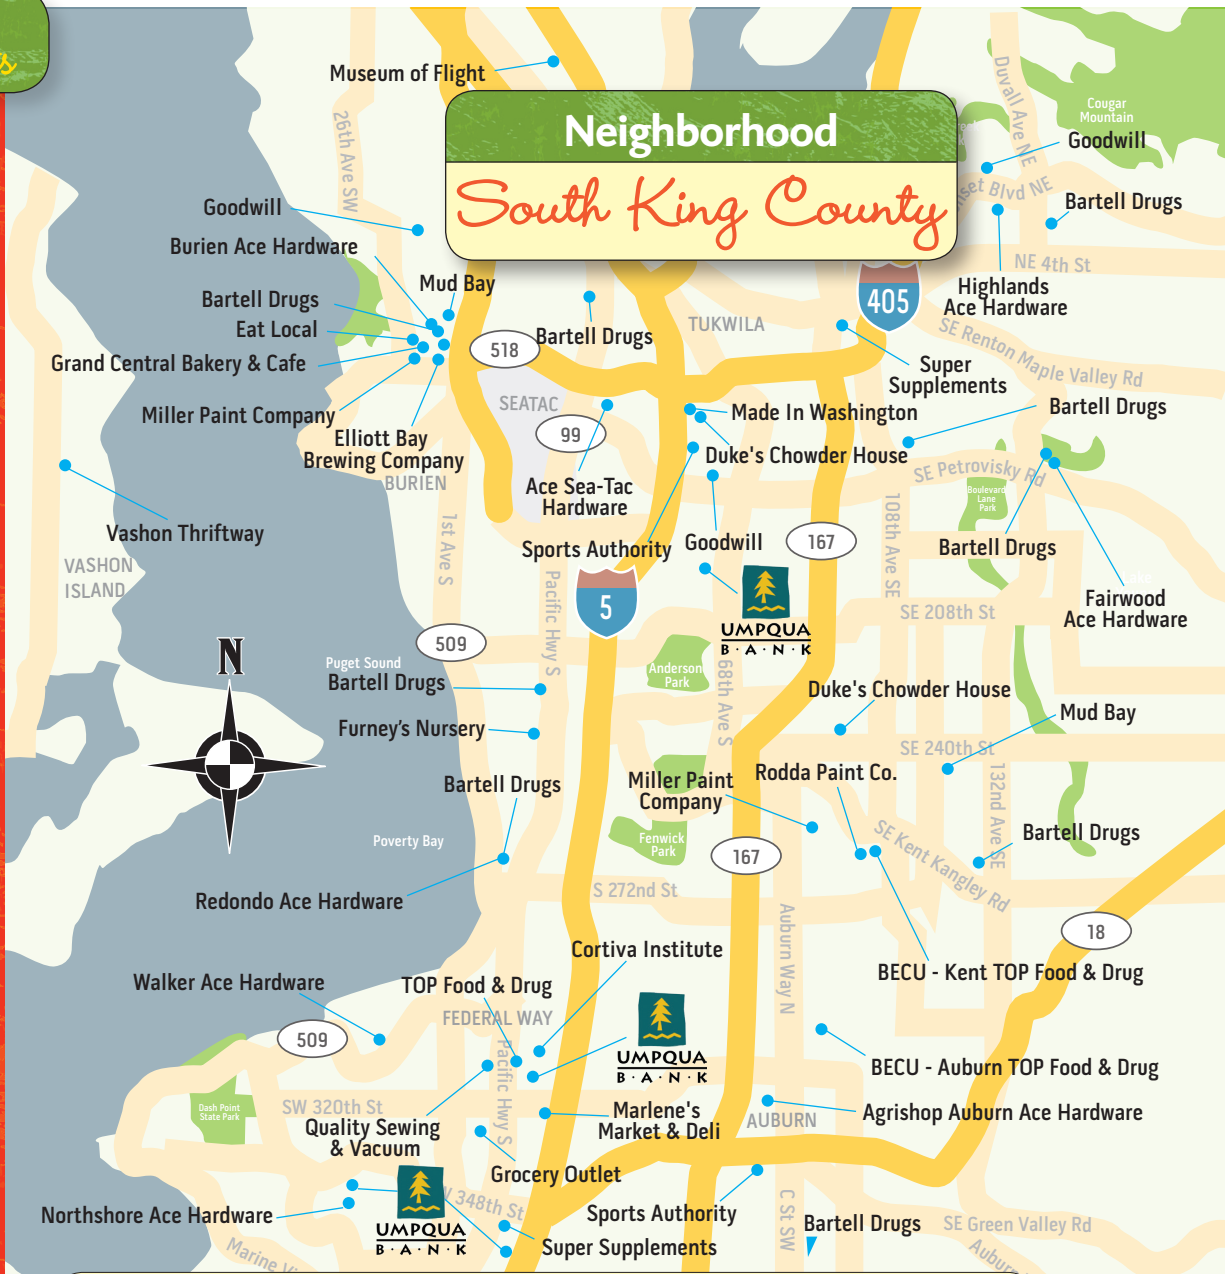 s
Museum of Flight
Neighborhood
South King County
Cougar
Mountain
Duvall Ave NE
Goodwill
26th Ave SW
Blvd NE
Bartell Drugs
Goodwill
Burien Ace Hardware
NE 4th St
Mud Bay
Highlands
Ace Hardware
405
Bartell Drugs
Eat Local
Bartell Drugs
TUKWILA
518
SE Renton Maple Valley Rd
Grand Central Bakery & Cafe
Super
Supplements
Miller Paint Company
SEATAC
99
Made In Washington
Bartell Drugs
Elliott Bay
Brewing Company
Duke's Chowder House
BURIEN
SE Petrovisky Rd
Ace Sea-Tac
Hardware
Boulevard
Lane
Park
Vashon Thriftway
1st Ave S
Sports Authority
Goodwill
167
108th Ave SE
Bartell Drugs
VASHON
ISLAND
Pacific Hwy S
5
Lake
Fairwood
Ace Hardware
SE 208th St
UMPQUA
B·A·N·K
N
509
Puget Sound
Bartell Drugs
Anderson
Park
68th Ave S
Duke's Chowder House
Mud Bay
Furney's Nursery
SE 240th St
Bartell Drugs
Miller Paint
Company
Rodda Paint Co.
132nd Ave SE
Poverty Bay
Fenwick
Park
167
SE Kent Kangley Rd
Bartell Drugs
Redondo Ace Hardware
S 272nd St
Auburn Way N
18
Cortiva Institute
BECU - Kent TOP Food & Drug
Walker Ace Hardware
TOP Food & Drug
FEDERAL WAY
509
Pacific Hwy S
UMPQUA
B·A·N·K
BECU - Auburn TOP Food & Drug
Dash Point
State Park
SW 320th St
Quality Sewing
& Vacuum
Marlene's
Market & Deli
AUBURN
Agrishop Auburn Ace Hardware
Grocery Outlet
348th St
Northshore Ace Hardware
UMPQUA
B·A·N·K
Sports Authority
C St SW
Bartell Drugs
SE Green Valley Rd
Super Supplements
Marine
Auburn